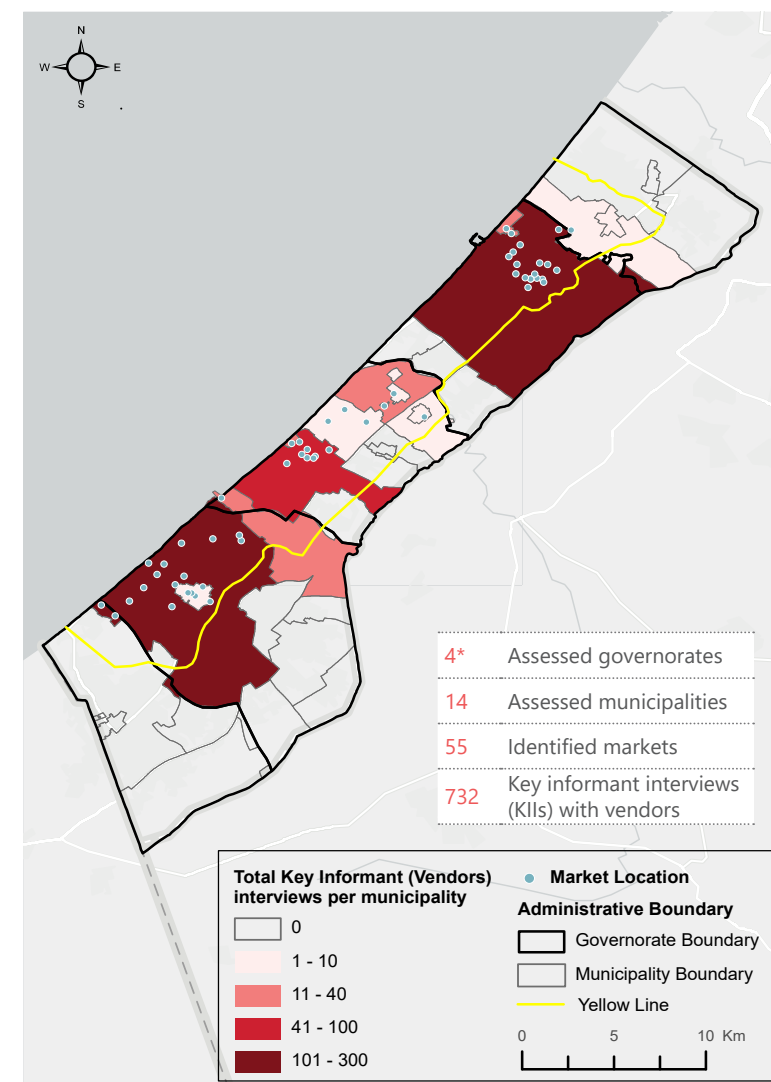 N
W E
S
4* Assessed governorates
14 Assessed municipalities
55 Identified markets
732 Key informant interviews
(KIIs) with vendors
Total Key Informant (Vendors)
interviews per municipality
0
1 - 10
11 - 40
41 - 100
101 - 300
Market Location
Administrative Boundary
Governorate Boundary
Municipality Boundary
Yellow Line
0 5 10 Km